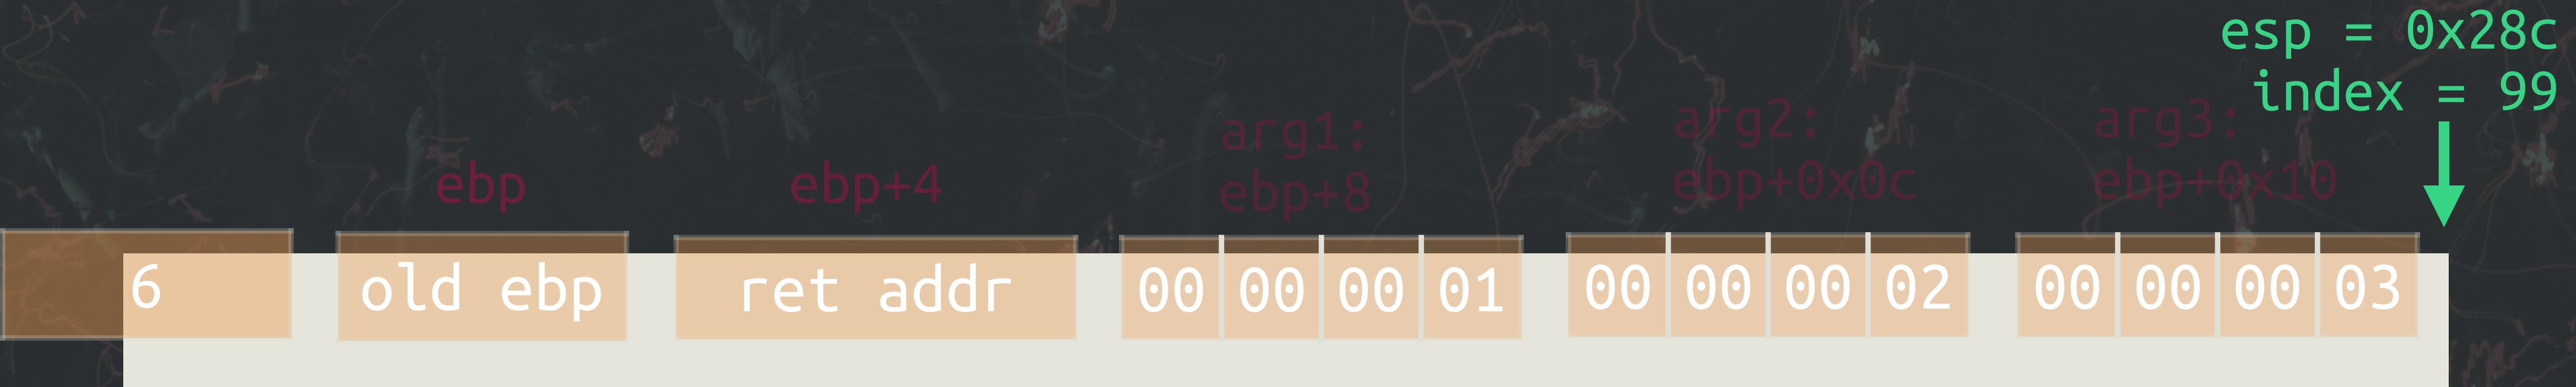 esp = 0x28c
index = 99
arg1:
ebp+8
arg2:
ebp+0x0c
arg3:
ebp+0x10
ebp
ebp+4
6
old ebp
ret addr
00 00 00 01
00 00 00 02
00 00 00 03